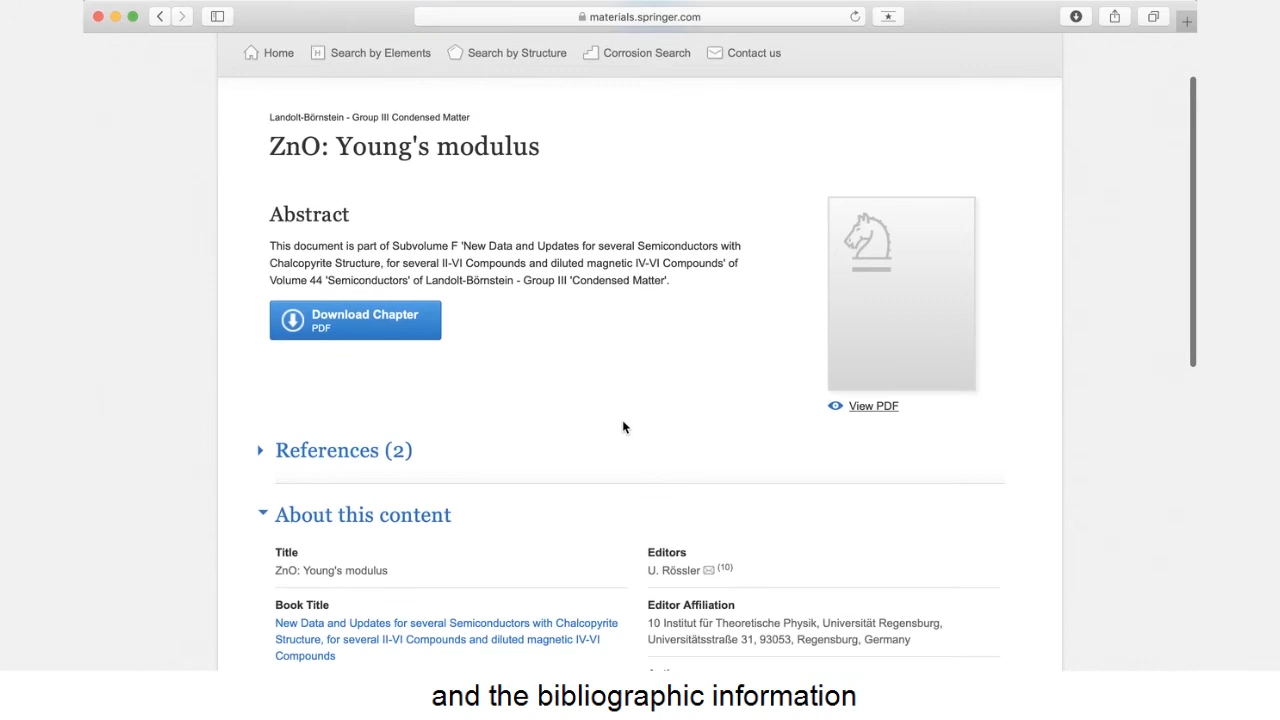 materials.springer.com
Home Search by Elements Search by Structure Corrosion Search Contact us
Landolt-Börnstein - Group III Condensed Matter
ZnO: Young's modulus
Abstract
This document is part of Subvolume F 'New Data and Updates for several Semiconductors with
Chalcopyrite Structure, for several II-VI Compounds and diluted magnetic IV-VI Compounds' of
Volume 44 'Semiconductors' of Landolt-Börnstein - Group III 'Condensed Matter'.
Download Chapter
PDF
View PDF
References (2)
About this content
Title
ZnO: Young's modulus
Book Title
New Data and Updates for several Semiconductors with Chalcopyrite
Structure, for several II-VI Compounds and diluted magnetic IV-VI
Compounds
Editors
U. Rössler (10)
Editor Affiliation
10 Institut für Theoretische Physik, Universität Regensburg,
Universitätsstraße 31, 93053, Regensburg, Germany
and the bibliographic information